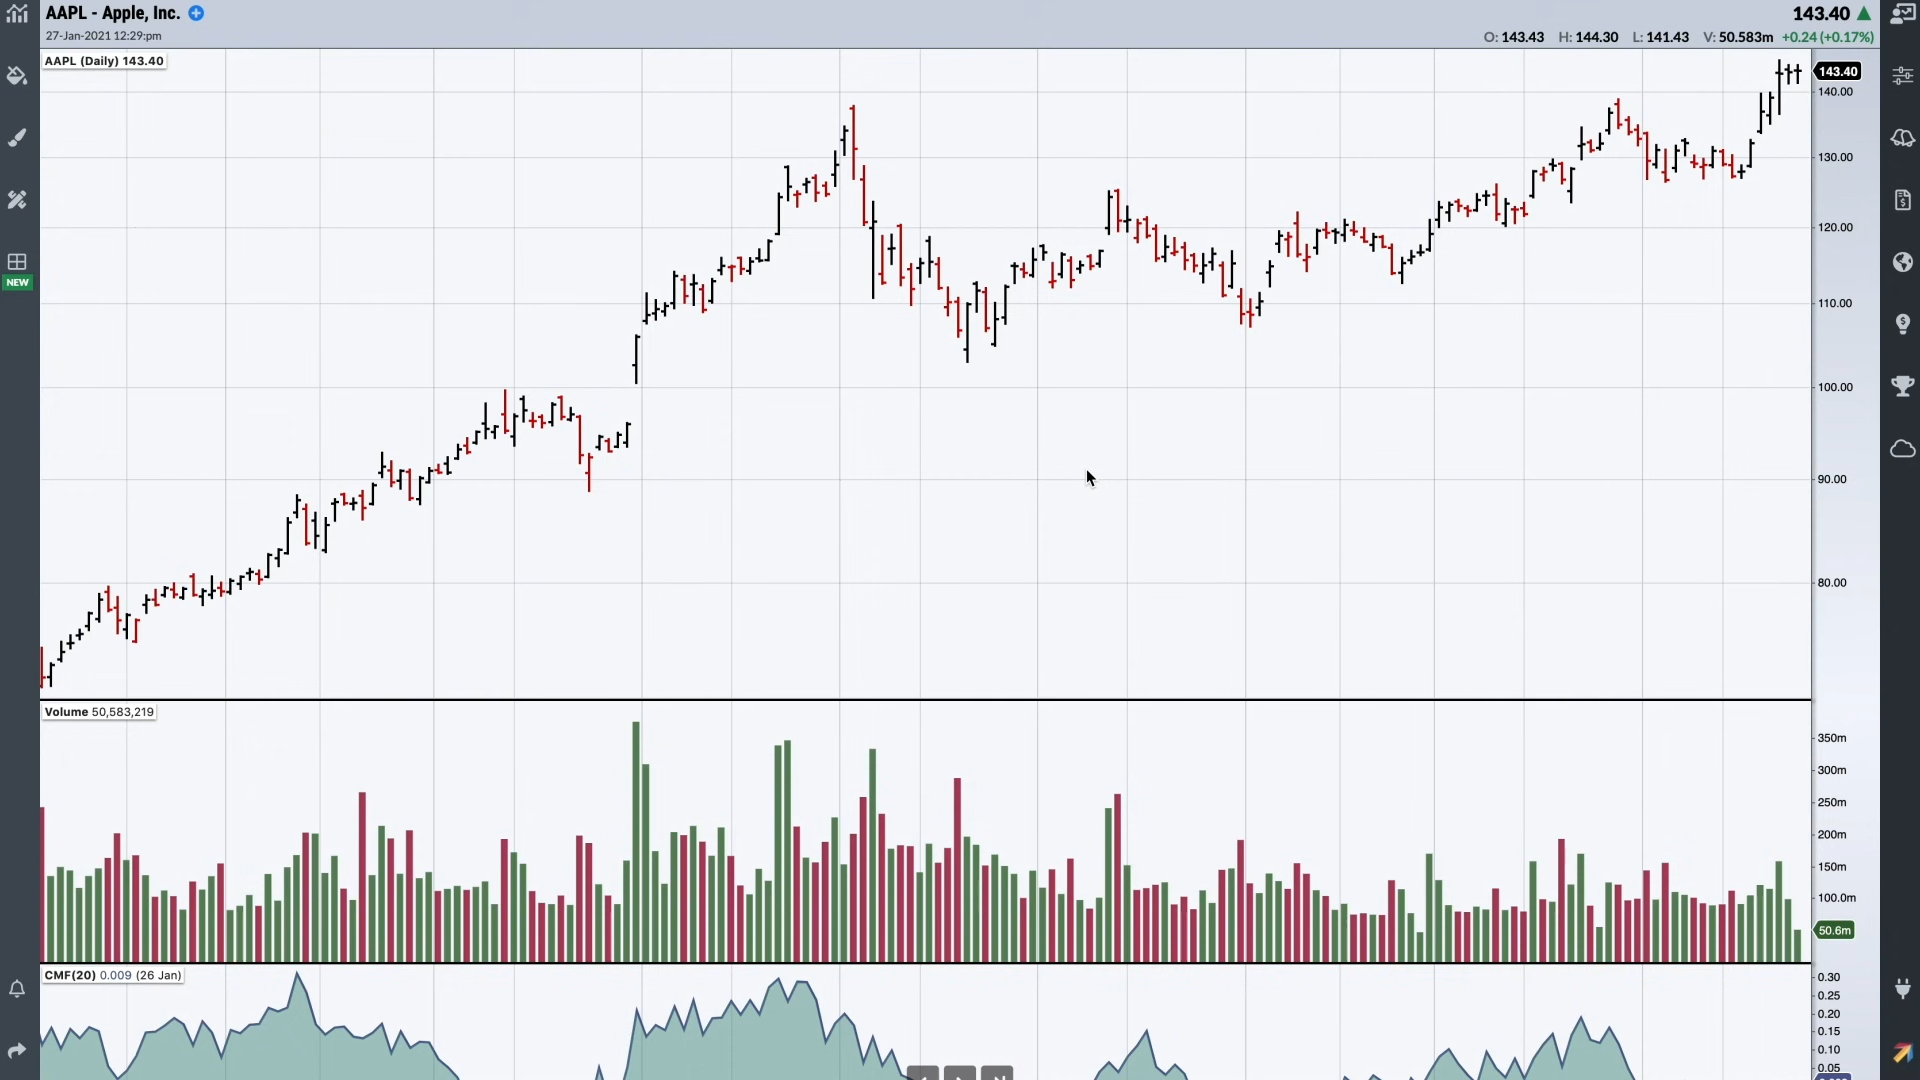 AAPL - Apple, Inc.
143.40
27-Jan-2021 12:29:pm
O: 143.43 H: 144.30 L: 141.43 V: 50.583m +0.24 (+0.17%)
AAPL (Daily) 143.40
143.40
140.00
130.00
120.00
110.00
100.00
90.00
80.00
NEW
Volume 50,583,219
350m
300m
250m
200m
150m
100.0m
50.6m
CMF(20) 0.009 (26 Jan)
0.30
0.25
0.20
0.15
0.10
0.05